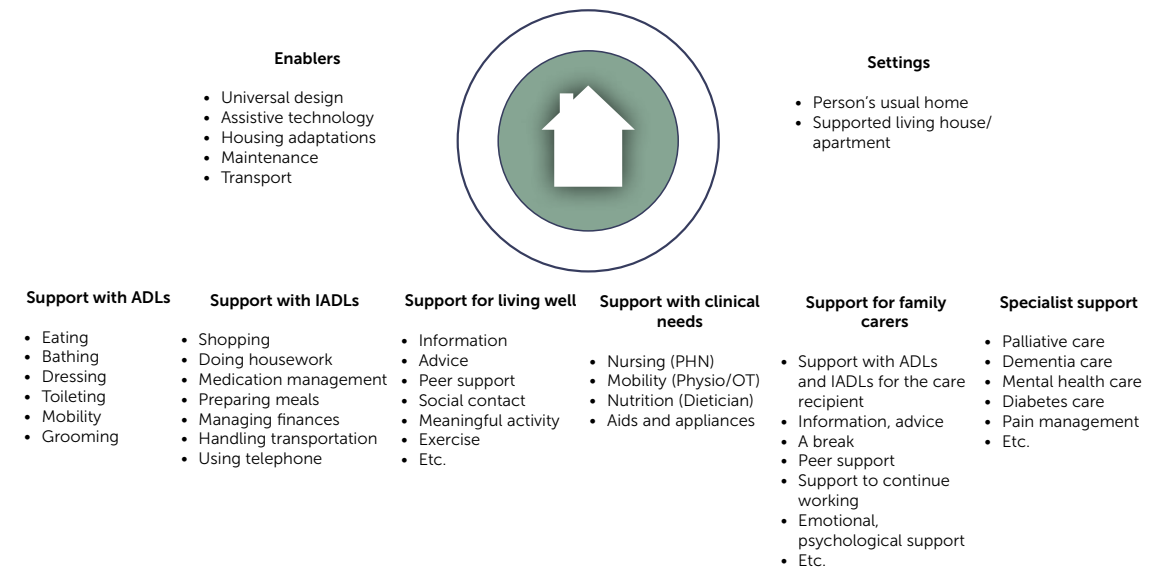 Enablers
• Universal design
• Assistive technology
• Housing adaptations
• Maintenance
• Transport
Settings
• Person’s usual home
• Supported living house/
apartment
Support with ADLs
• Eating
• Bathing
• Dressing
• Toileting
• Mobility
• Grooming
Support with IADLs
• Shopping
• Doing housework
• Medication management
• Preparing meals
• Managing finances
• Handling transportation
• Using telephone
Support for living well
• Information
• Advice
• Peer support
• Social contact
• Meaningful activity
• Exercise
• Etc.
Support with clinical
needs
• Nursing (PHN)
• Mobility (Physio/OT)
• Nutrition (Dietician)
• Aids and appliances
Support for family
carers
• Support with ADLs
and IADLs for the care
recipient
• Information, advice
• A break
• Peer support
• Support to continue
working
• Emotional,
psychological support
• Etc.
Specialist support
• Palliative care
• Dementia care
• Mental health care
• Diabetes care
• Pain management
• Etc.